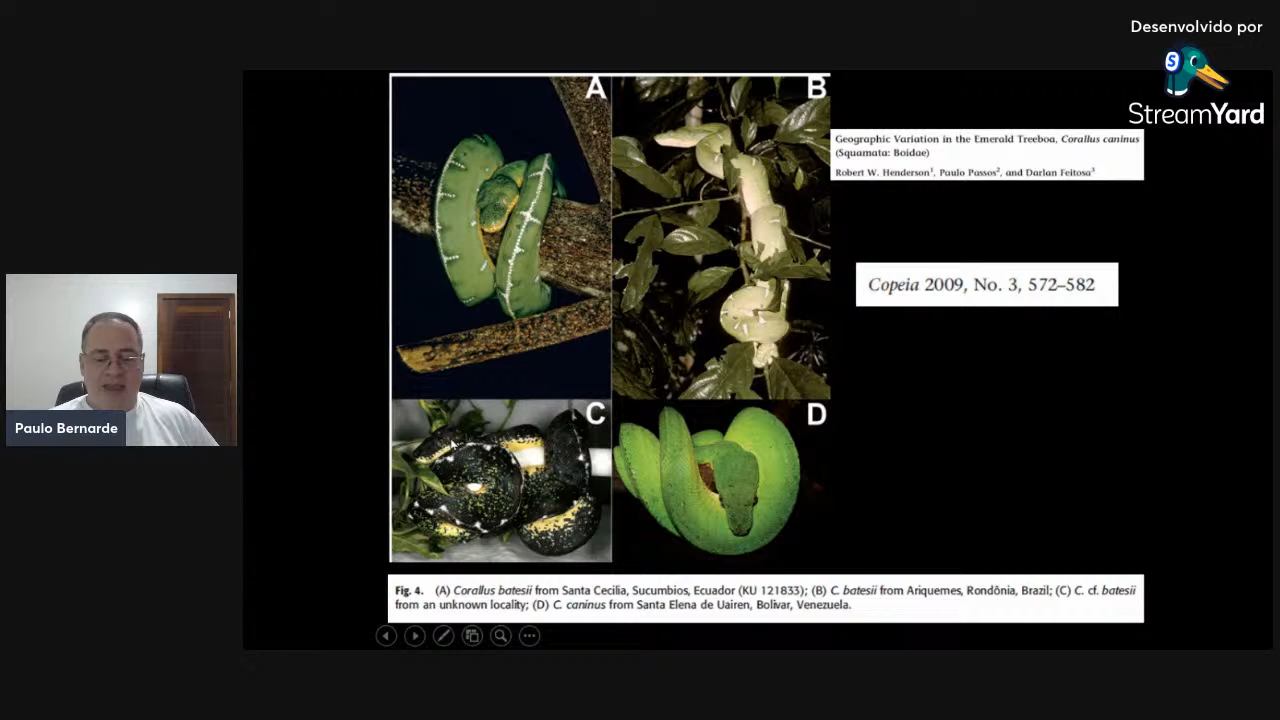 Desenvolvido por
S
StreamYard
A
B
Geographic Variation in the Emerald Treeboa, Corallus caninus
(Squamata: Boidae)
Robert W. Henderson1, Paulo Passos2, and Darlan Feitosa3
Copeia 2009, No. 3, 572–582
C
D
Paulo Bernarde
Fig. 4. (A) Corallus batesii from Santa Cecilia, Sucumbios, Ecuador (KU 121833); (B) C. batesii from Ariquemes, Rondônia, Brazil; (C) C. cf. batesii
from an unknown locality; (D) C. caninus from Santa Elena de Uairen, Bolivar, Venezuela.